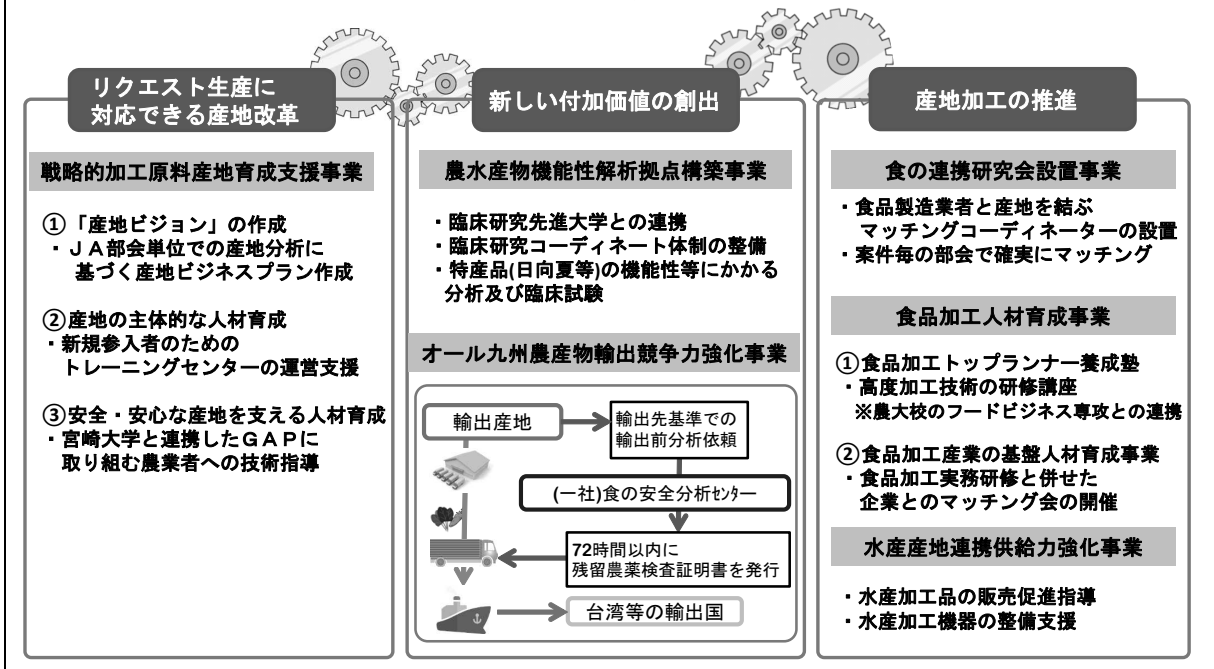 リクエスト生産に
対応できる産地改革
戦略的加工原料産地育成支援事業
①「産地ビジョン」の作成
・ＪＡ部会単位での産地分析に
基づく産地ビジネスプラン作成
②産地の主体的な人材育成
・新規参入者のための
トレーニングセンターの運営支援
③安全・安心な産地を支える人材育成
・宮崎大学と連携したＧＡＰに
取り組む農業者への技術指導
新しい付加価値の創出
農水産物機能性解析拠点構築事業
・臨床研究先進大学との連携
・臨床研究コーディネート体制の整備
・特産品(日向夏等)の機能性等にかかる
分析及び臨床試験
オール九州農産物輸出競争力強化事業
輸出産地
輸出先基準での
輸出前分析依頼
(一社)食の安全分析ｾﾝﾀｰ
72時間以内に
残留農薬検査証明書を発行
台湾等の輸出国
産地加工の推進
食の連携研究会設置事業
・食品製造業者と産地を結ぶ
マッチングコーディネーターの設置
・案件毎の部会で確実にマッチング
食品加工人材育成事業
①食品加工トップランナー養成塾
・高度加工技術の研修講座
※農大校のフードビジネス専攻との連携
②食品加工産業の基盤人材育成事業
・食品加工実務研修と併せた
企業とのマッチング会の開催
水産産地連携供給力強化事業
・水産加工品の販売促進指導
・水産加工機器の整備支援